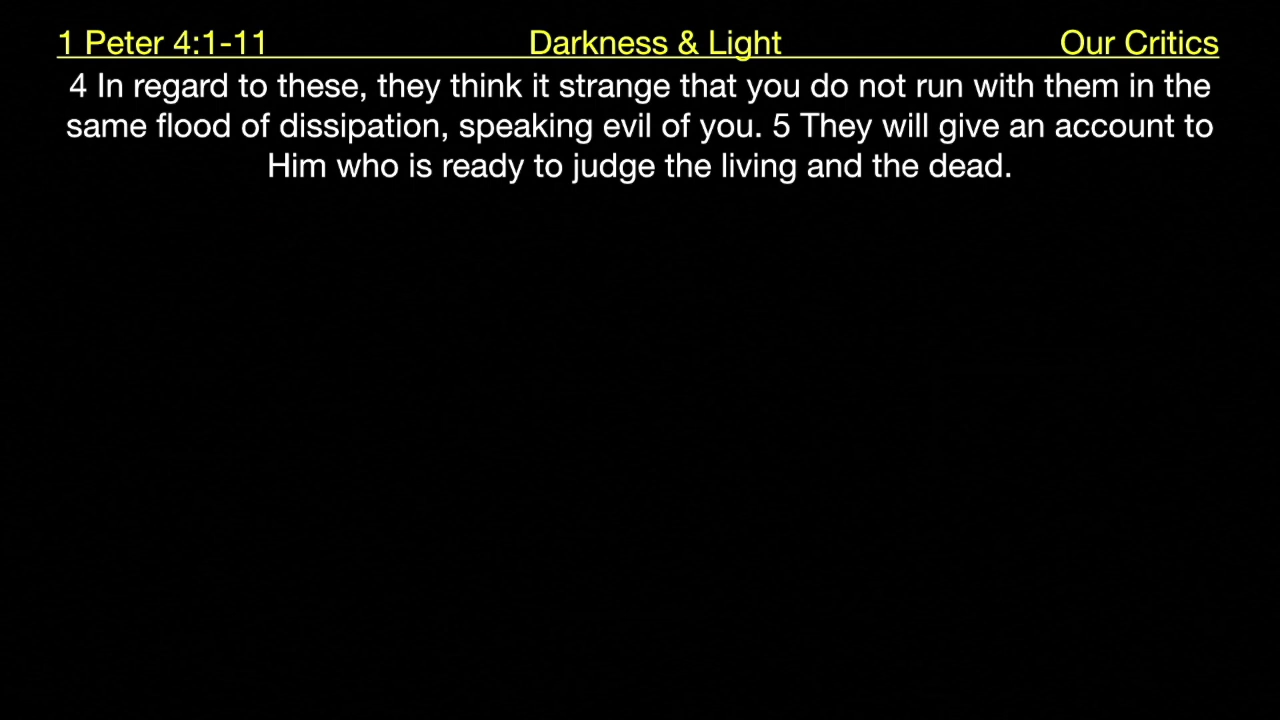 1 Peter 4:1-11 Darkness & Light Our Critics
4 In regard to these, they think it strange that you do not run with them in the
same flood of dissipation, speaking evil of you. 5 They will give an account to
Him who is ready to judge the living and the dead.